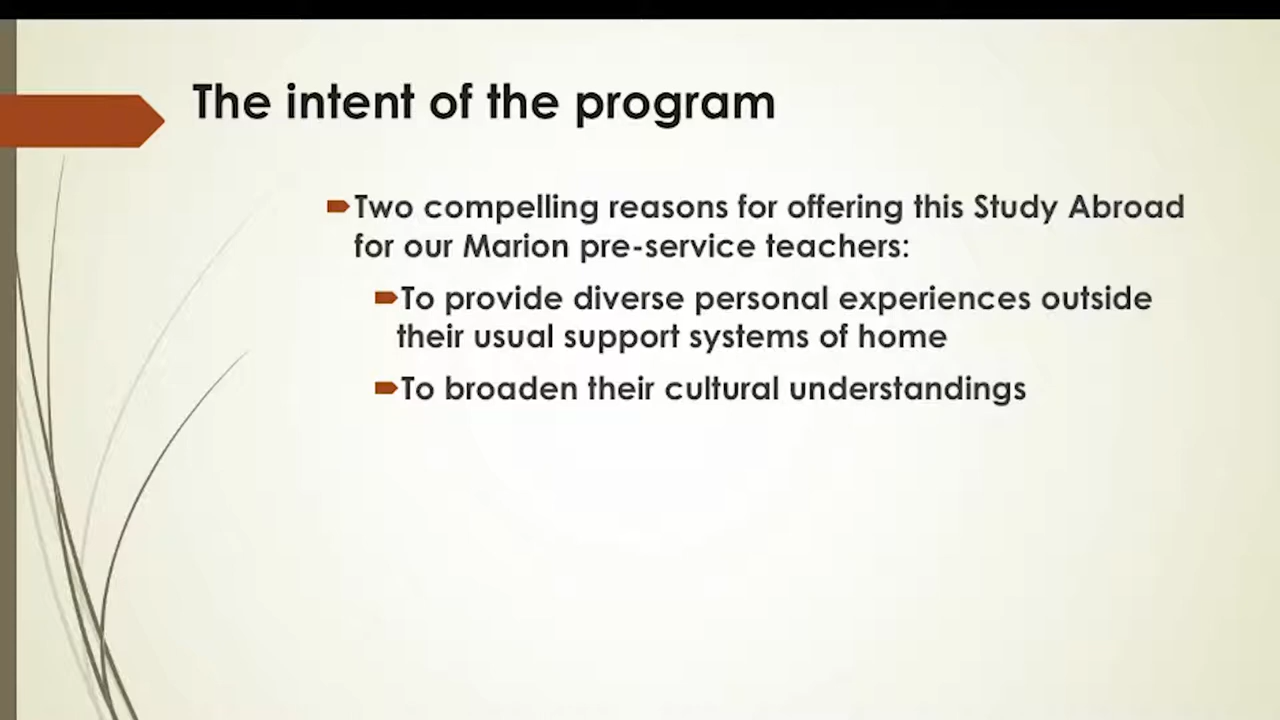 The intent of the program
Two compelling reasons for offering this Study Abroad
for our Marion pre-service teachers:
To provide diverse personal experiences outside
their usual support systems of home
To broaden their cultural understandings